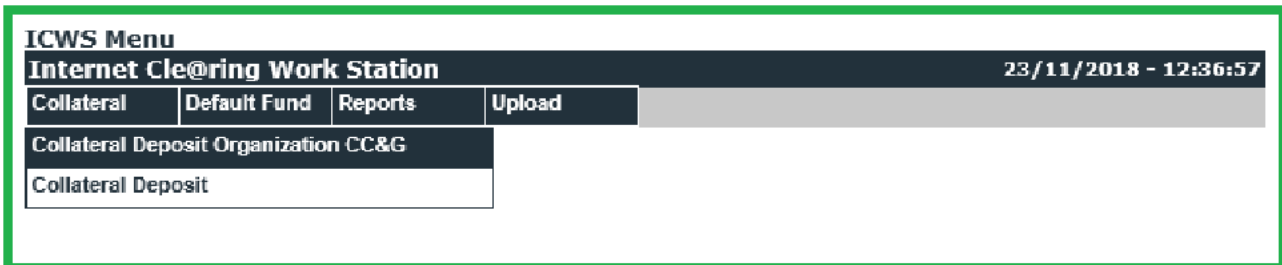 ICWS Menu
Internet Cle@ring Work Station 23/11/2018 - 12:36:57
Collateral Default Fund Reports Upload
Collateral Deposit Organization CC&G
Collateral Deposit